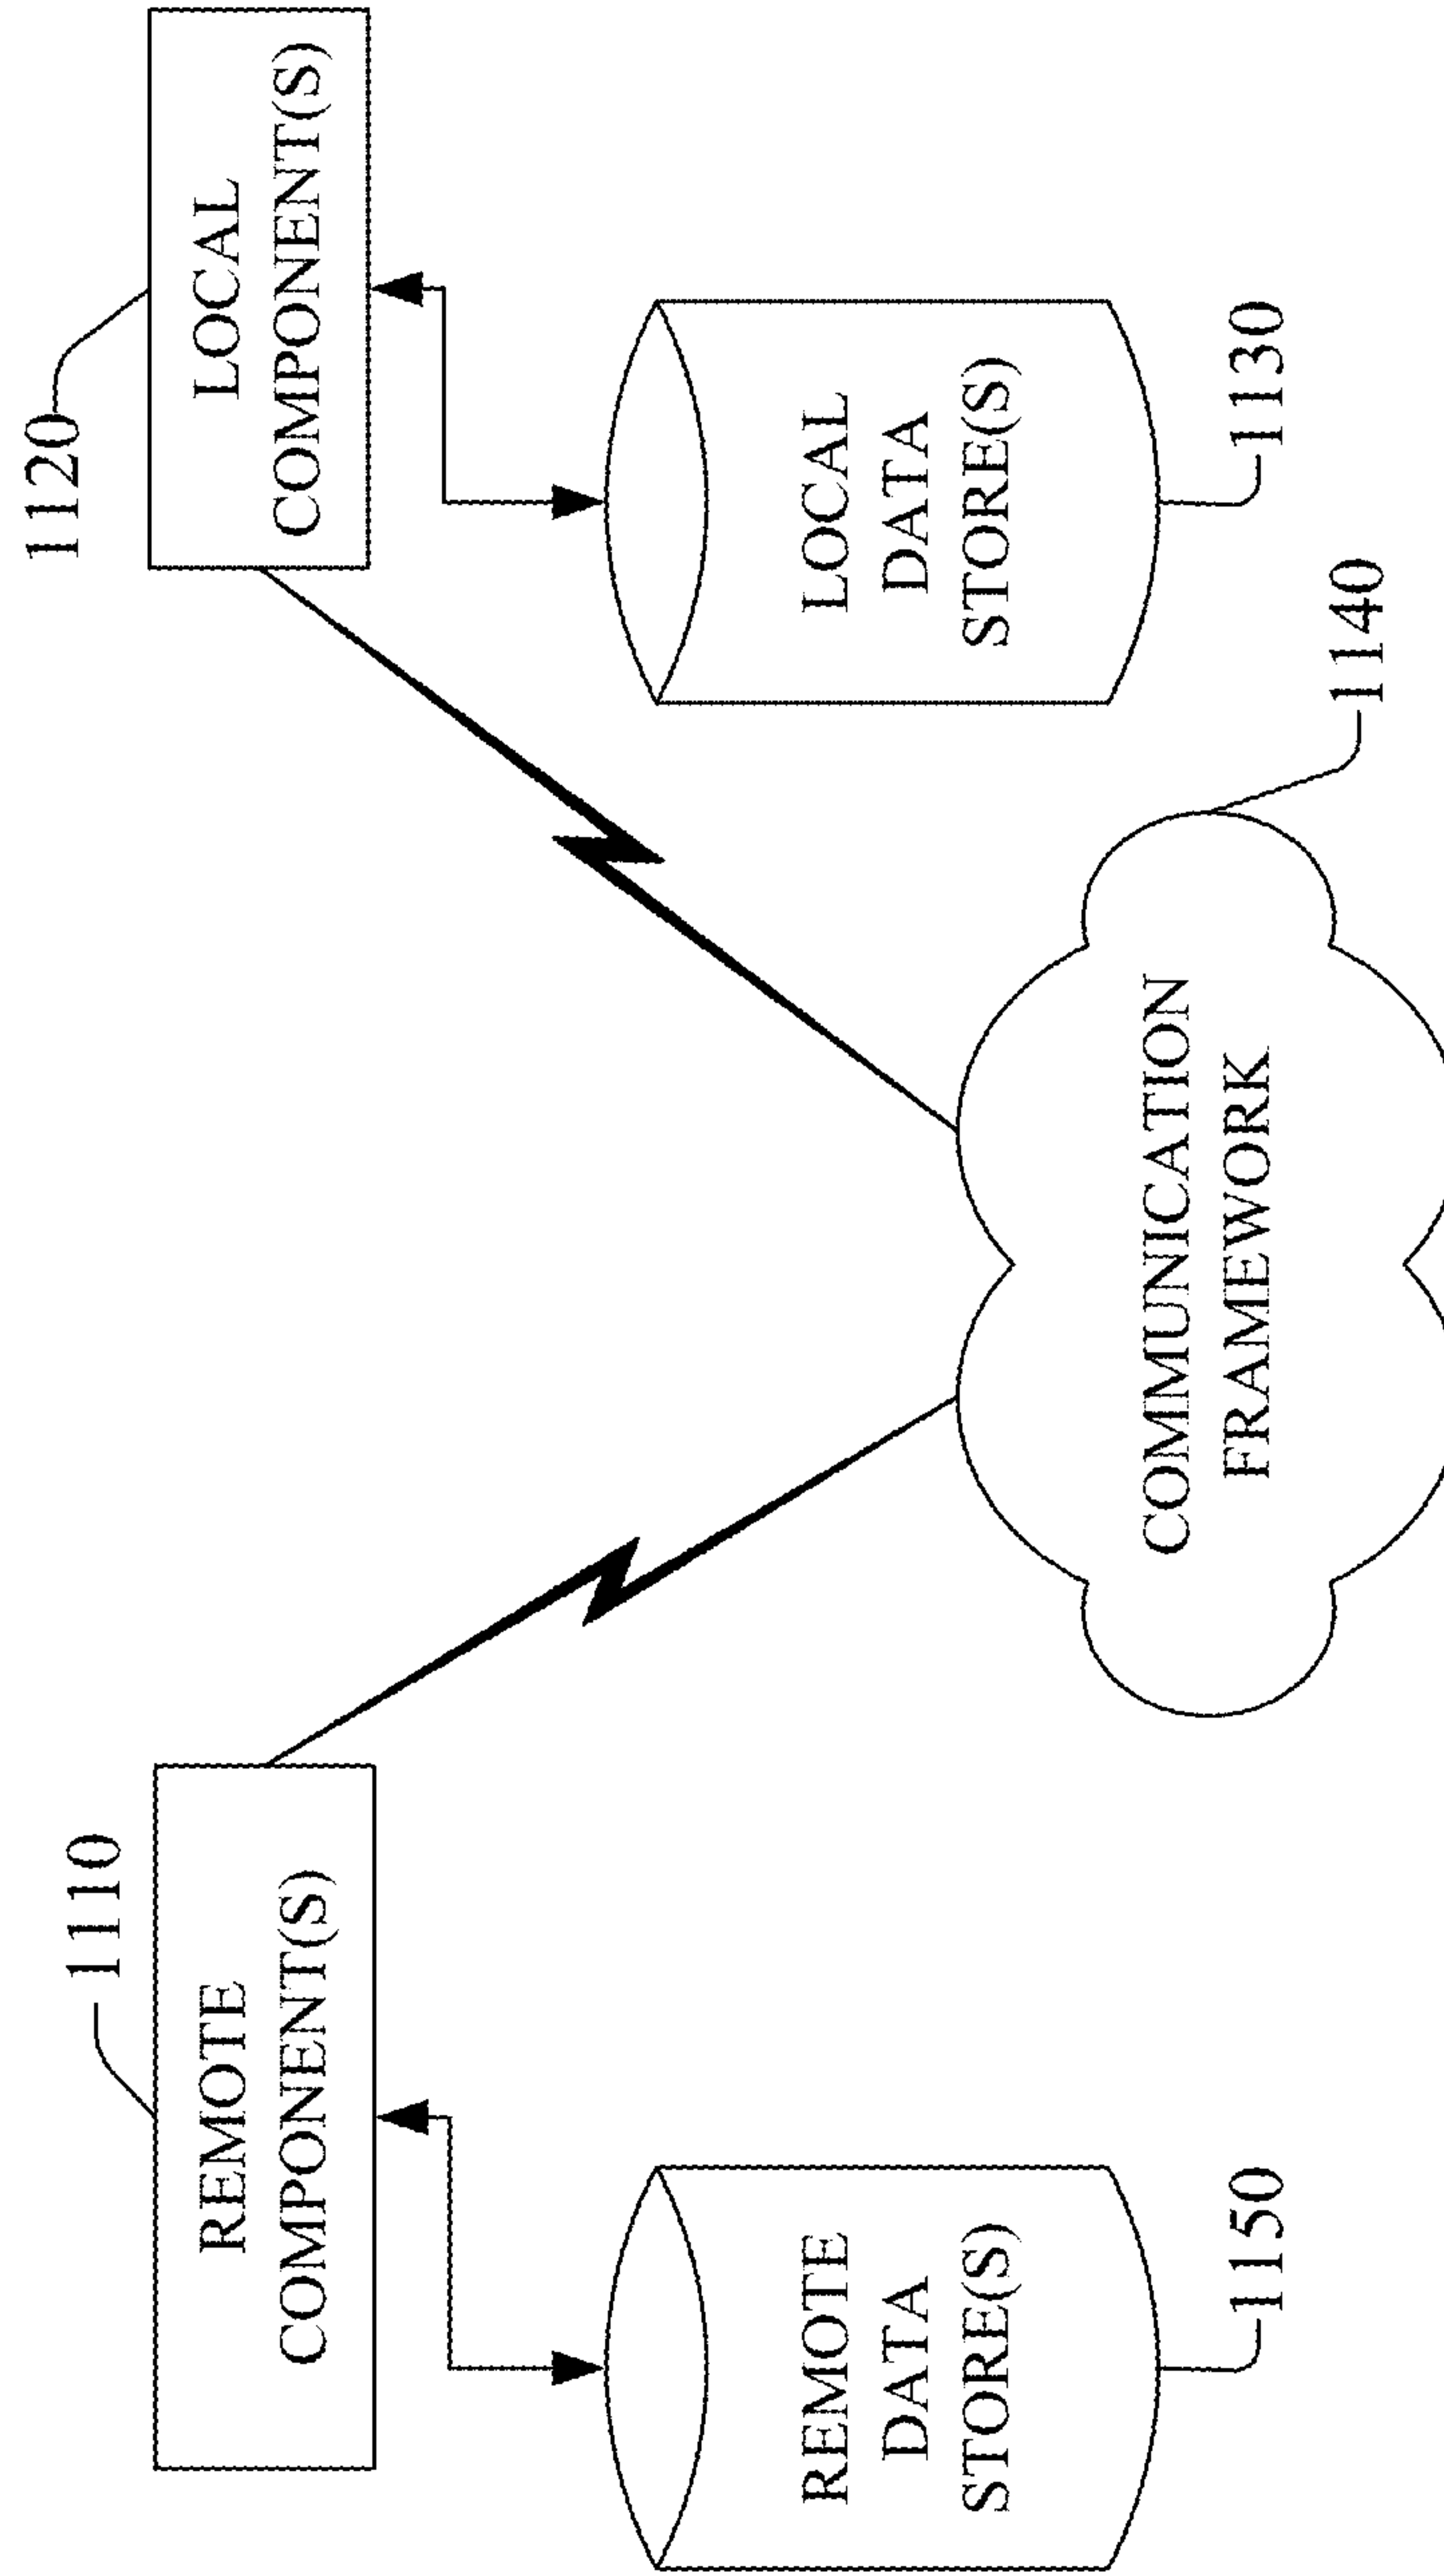 1110
REMOTE
COMPONENT(S)
1120
LOCAL
COMPONENT(S)
REMOTE
DATA
STORE(S)
1150
COMMUNICATION
FRAMEWORK
1140
LOCAL
DATA
STORE(S)
1130